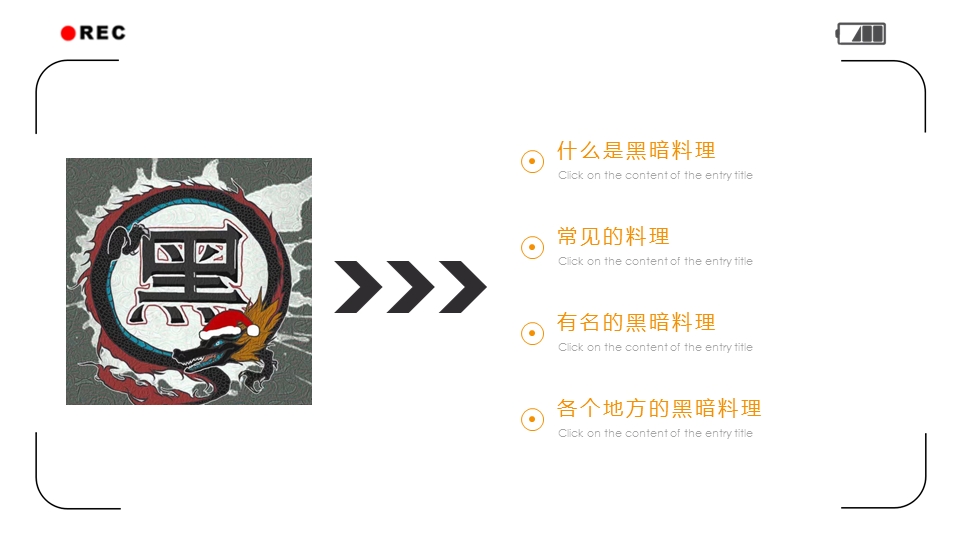 REC
黑
什么是黑暗料理
Click on the content of the entry title
常见的料理
Click on the content of the entry title
有名的黑暗料理
Click on the content of the entry title
各个地方的黑暗料理
Click on the content of the entry title